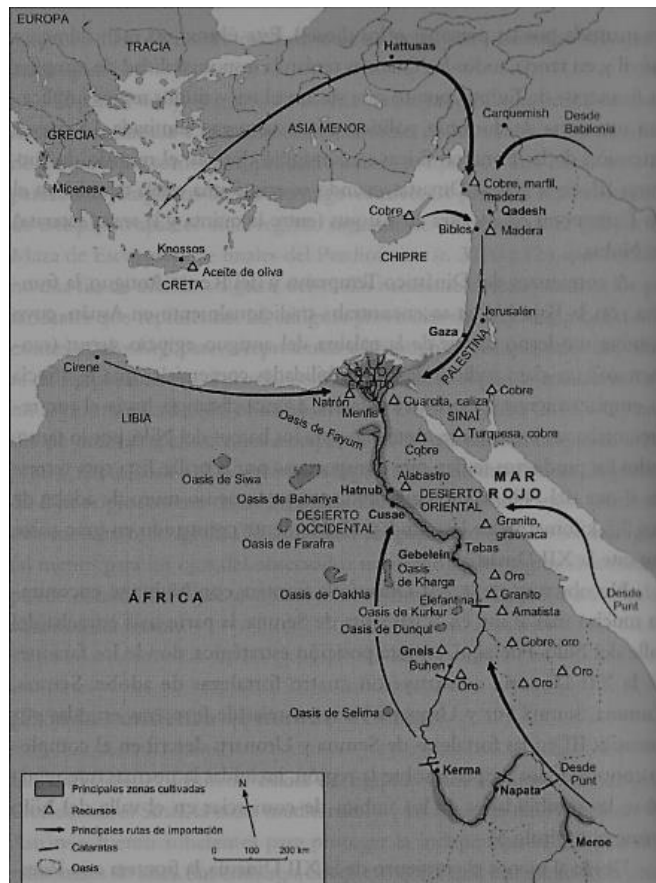 EUROPA
TRACIA
GRECIA
Micenas
Knossos
CRETA
Aceite de oliva
Hattusas
ASIA MENOR
Carquemish
Desde
Babilonia
Cobre, marfil,
madera
Qadesh
Cobre
Biblos
Madera
CHIPRE
Jerusalén
Gaza
PALESTINA
Cirene
LIBIA
BAJO
EGIPTO
Natrón
Menfis
Cuarcita, caliza
Cobre
SINAÍ
Turquesa, cobre
Oasis de Fayum
Cobre
Oasis de Siwa
Oasis de Bahariya
Alabastro
Hatnub
DESIERTO
ORIENTAL
MAR
ROJO
DESIERTO
OCCIDENTAL
Cusae
Oasis de Farafra
Granito,
grauvaca
Tebas
Gebelein
Oasis
de Kharga
Oasis de Dakhla
Oro
ÁFRICA
Elefantina
Granito
Amatista
Desde
Punt
Oasis de Kurkur
Oasis de Dunqul
Cobre, oro
Gneis
Buhen
Oro
Oro
Oro
Oasis de Selima
Kerma
Napata
Desde
Punt
Meroe
Principales zonas cultivadas
Recursos
Principales rutas de importación
Cataratas
Oasis
N
0
200 km